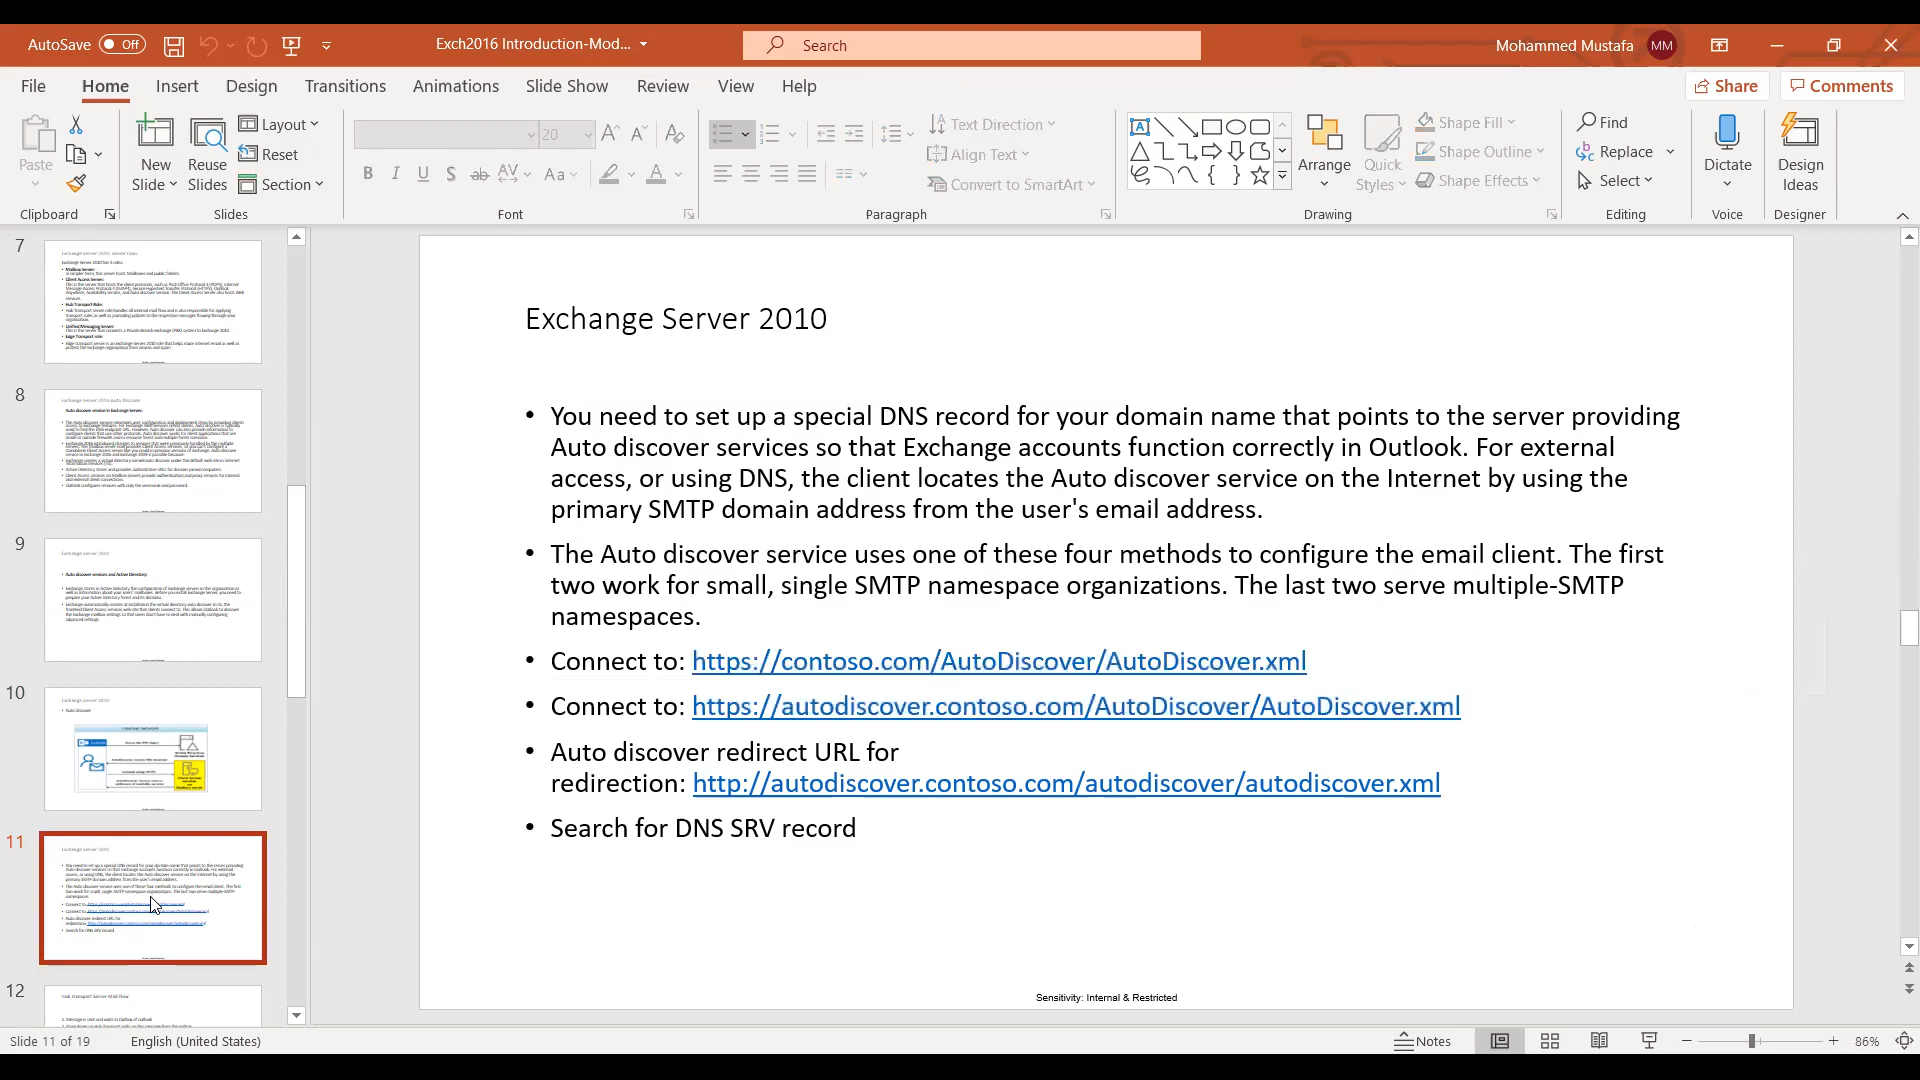 AutoSave Off
Exch2016 Introduction-Mod...
Search
Mohammed Mustafa MM
File Home Insert Design Transitions Animations Slide Show Review View Help
Share Comments
Paste
Clipboard
New Slide
Reuse Slides
Layout
Reset
Section
Slides
20
B I U S ab AV Aa A
Font
Text Direction
Align Text
Convert to SmartArt
Paragraph
Arrange
Quick Styles
Shape Fill
Shape Outline
Shape Effects
Drawing
Find
Replace
Select
Editing
Dictate
Voice
Design Ideas
Designer
7
8
9
10
11
12
Exchange Server 2010
• You need to set up a special DNS record for your domain name that points to the server providing
Auto discover services so that Exchange accounts function correctly in Outlook. For external
access, or using DNS, the client locates the Auto discover service on the Internet by using the
primary SMTP domain address from the user's email address.
• The Auto discover service uses one of these four methods to configure the email client. The first
two work for small, single SMTP namespace organizations. The last two serve multiple-SMTP
namespaces.
• Connect to: https://contoso.com/AutoDiscover/AutoDiscover.xml
• Connect to: https://autodiscover.contoso.com/AutoDiscover/AutoDiscover.xml
• Auto discover redirect URL for
redirection: http://autodiscover.contoso.com/autodiscover/autodiscover.xml
• Search for DNS SRV record
Sensitivity: Internal & Restricted
Slide 11 of 19
English (United States)
Notes
86%